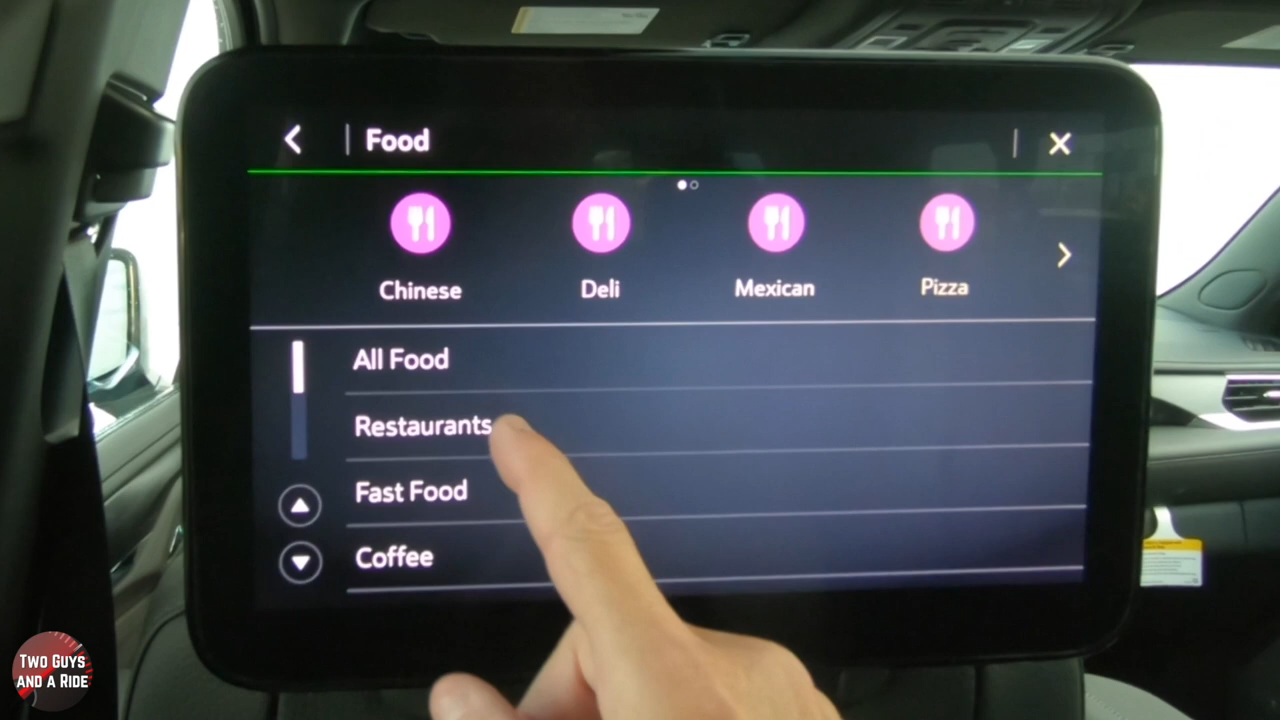 Food
Chinese
Deli
Mexican
Pizza
All Food
Restaurants
Fast Food
Coffee
TWO GUYS
AND A RIDE